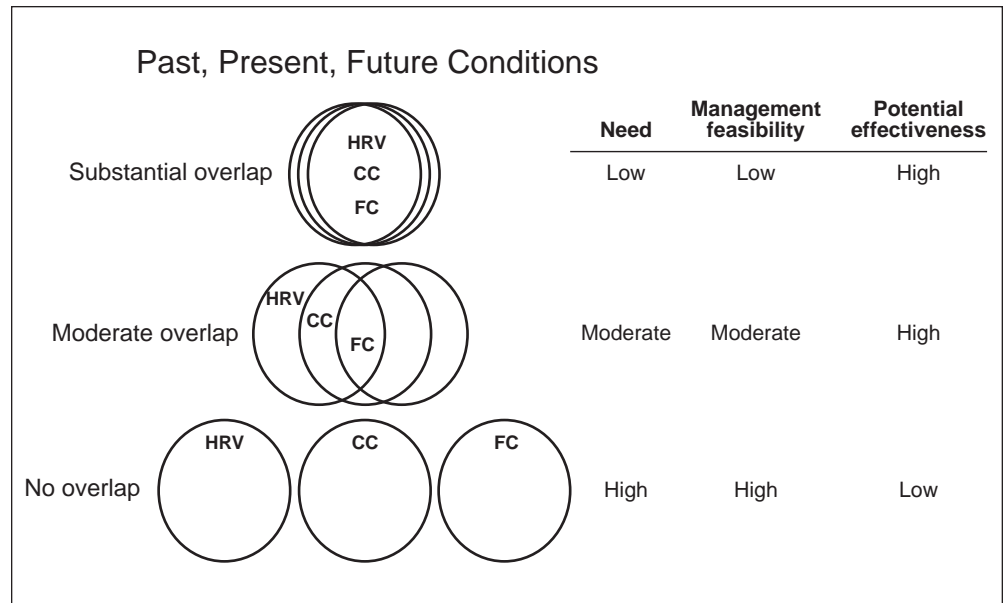 Past, Present, Future Conditions
Need Management feasibility Potential effectiveness
Substantial overlap HRV CC FC Low Low High
Moderate overlap HRV CC FC Moderate Moderate High
No overlap HRV CC FC High High Low